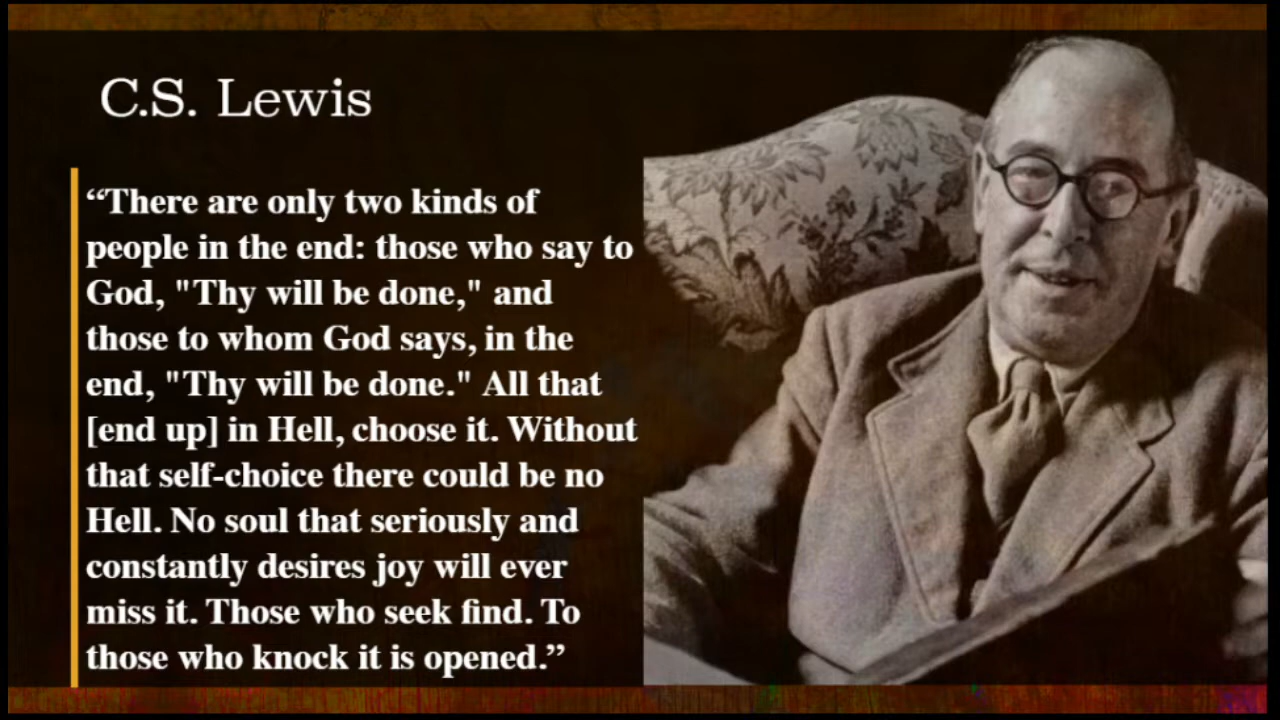 C.S. Lewis
“There are only two kinds of
people in the end: those who say to
God, "Thy will be done," and
those to whom God says, in the
end, "Thy will be done." All that
[end up] in Hell, choose it. Without
that self-choice there could be no
Hell. No soul that seriously and
constantly desires joy will ever
miss it. Those who seek find. To
those who knock it is opened.”